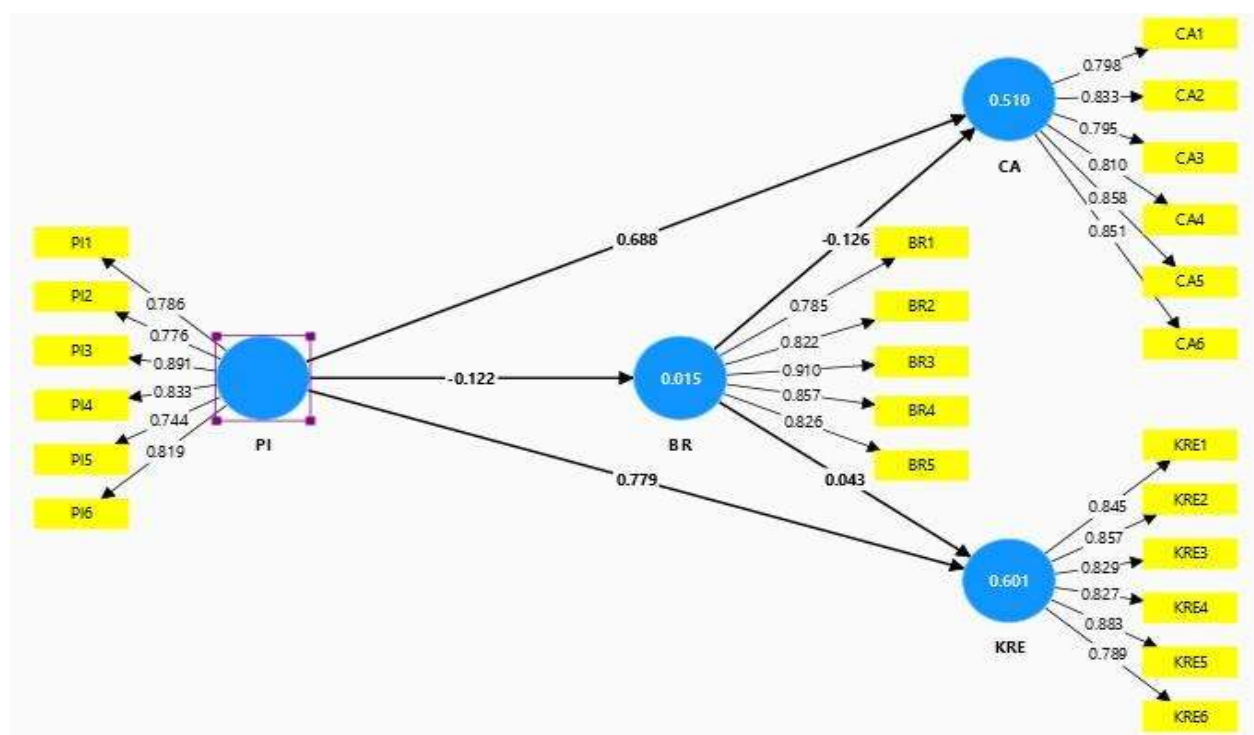 PI1
PI2
PI3
PI4
PI5
PI6
0.786
0.776
0.891
0.833
0.744
0.819
PI
0.688
-0.122
0.779
0.015
BR
-0.126
0.043
BR1
BR2
BR3
BR4
BR5
0.785
0.822
0.910
0.857
0.826
0.510
CA
0.798
0.833
0.795
0.810
0.858
0.851
CA1
CA2
CA3
CA4
CA5
CA6
0.601
KRE
0.845
0.857
0.829
0.827
0.883
0.789
KRE1
KRE2
KRE3
KRE4
KRE5
KRE6